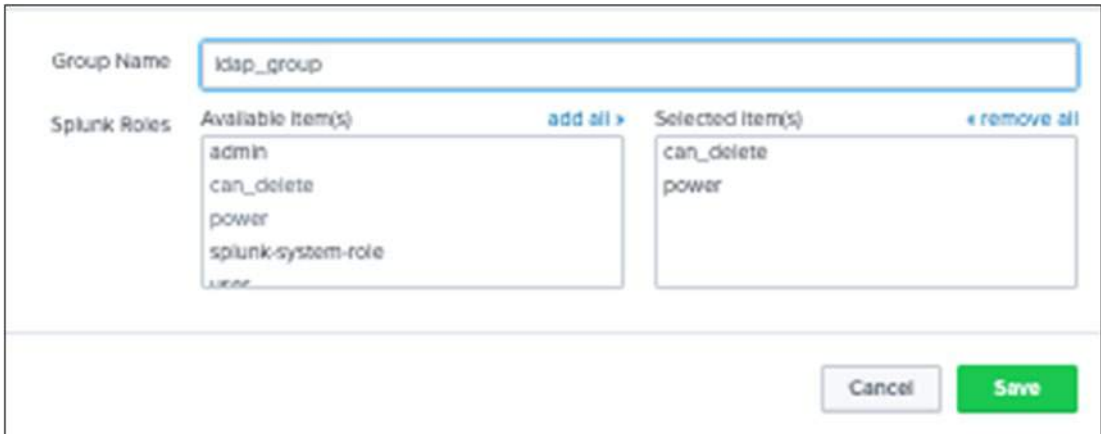 Group Name
ldap_group
Splunk Roles
Available item(s)
add all »
admin
can_delete
power
splunk-system-role
user
Selected item(s)
« remove all
can_delete
power
Cancel
Save